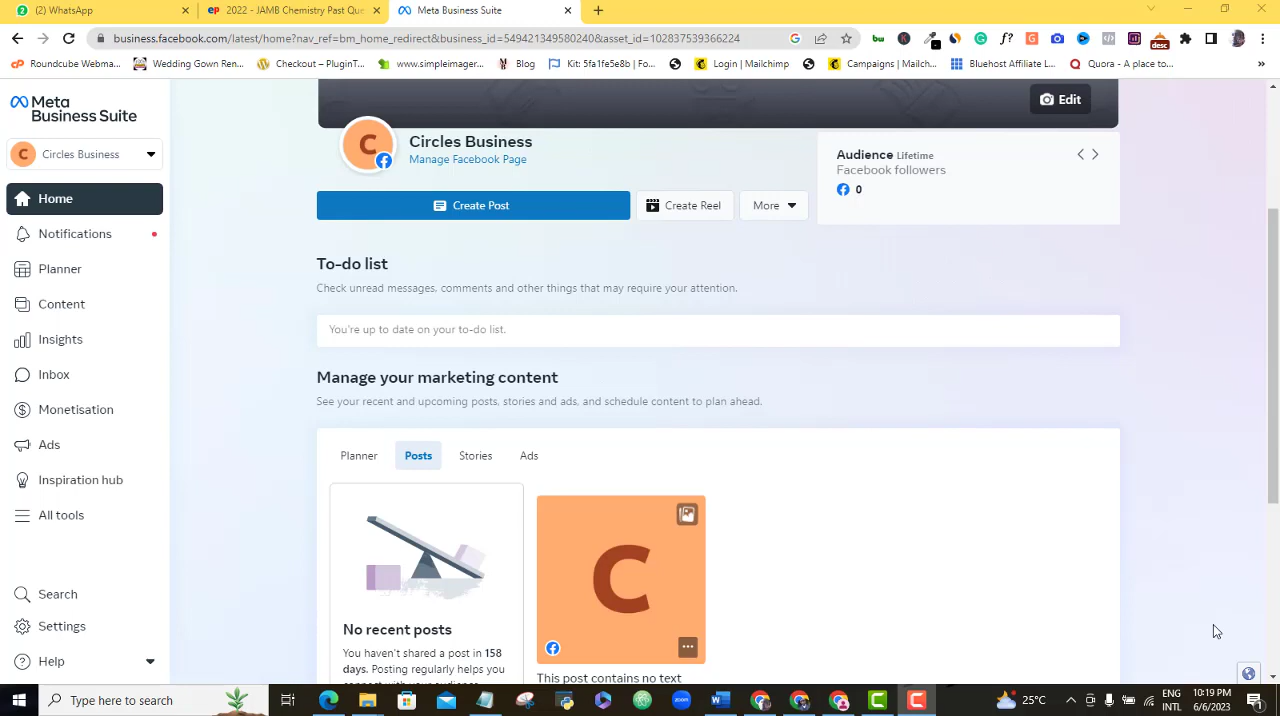 (2) WhatsApp
ep 2022 - JAMB Chemistry Past Que
Meta Business Suite
business.facebook.com/latest/home?nav_ref=bm_home_redirect&business_id=549421349580240&asset_id=102837539366224
Roundcube Webma...
Wedding Gown Ren...
Checkout – PluginT...
www.simpleimager...
Blog
Kit: 5fa1fe5bcd | Fo...
Login | Mailchimp
Campaigns | Mailch...
Bluehost Affiliate L...
Quora - A place to...
»
Meta
Business Suite
C Circles Business
Home
Notifications
Planner
Content
Insights
Inbox
Monetisation
Ads
Inspiration hub
All tools
Search
Settings
Help
Edit
C
Circles Business
Manage Facebook Page
Audience Lifetime
Facebook followers
0
Create Post
Create Reel
More
To-do list
Check unread messages, comments and other things that may require your attention.
You're up to date on your to-do list.
Manage your marketing content
See your recent and upcoming posts, stories and ads, and schedule content to plan ahead.
Planner
Posts
Stories
Ads
No recent posts
You haven't shared a post in 158
days. Posting regularly helps you
C
This post contains no text
Type here to search
25°C
ENG
INTL
10:19 PM
6/6/2023